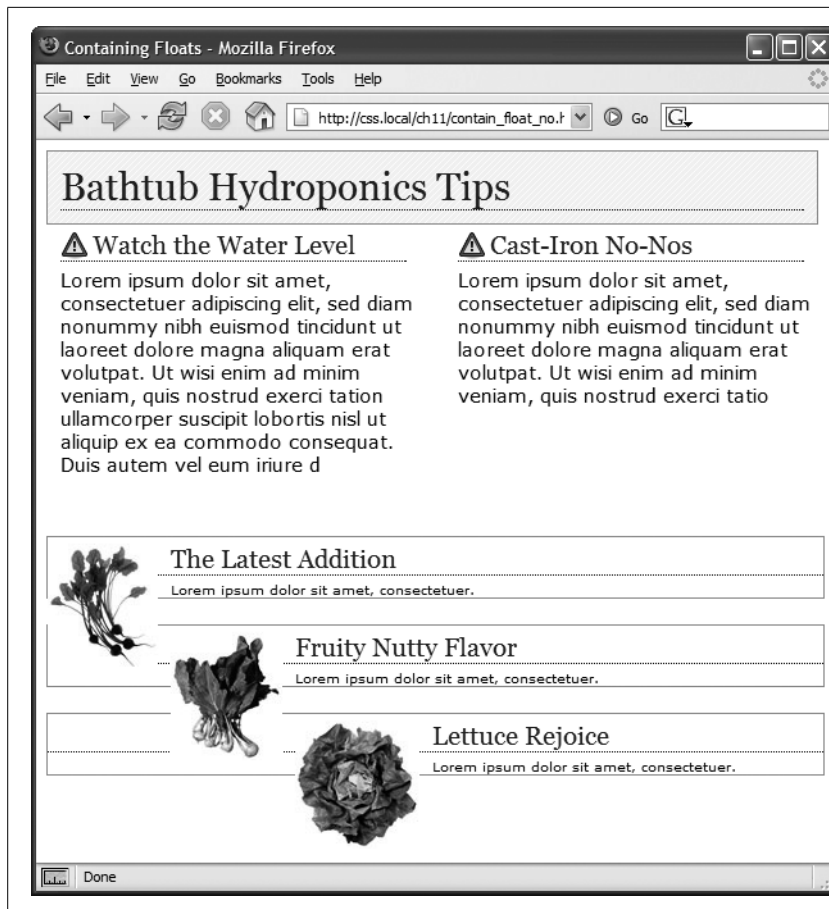 Containing Floats - Mozilla Firefox
File Edit View Go Bookmarks Tools Help
http://css.local/ch11/contain_float_no.h Go G
Bathtub Hydroponics Tips
Watch the Water Level
Lorem ipsum dolor sit amet,
consectetuer adipiscing elit, sed diam
nonummy nibh euismod tincidunt ut
laoreet dolore magna aliquam erat
volutpat. Ut wisi enim ad minim
veniam, quis nostrud exerci tation
ullamcorper suscipit lobortis nisl ut
aliquip ex ea commodo consequat.
Duis autem vel eum iriure d
Cast-Iron No-Nos
Lorem ipsum dolor sit amet,
consectetuer adipiscing elit, sed diam
nonummy nibh euismod tincidunt ut
laoreet dolore magna aliquam erat
volutpat. Ut wisi enim ad minim
veniam, quis nostrud exerci tatio
The Latest Addition
Lorem ipsum dolor sit amet, consectetuer.
Fruity Nutty Flavor
Lorem ipsum dolor sit amet, consectetuer.
Lettuce Rejoice
Lorem ipsum dolor sit amet, consectetuer.
Done